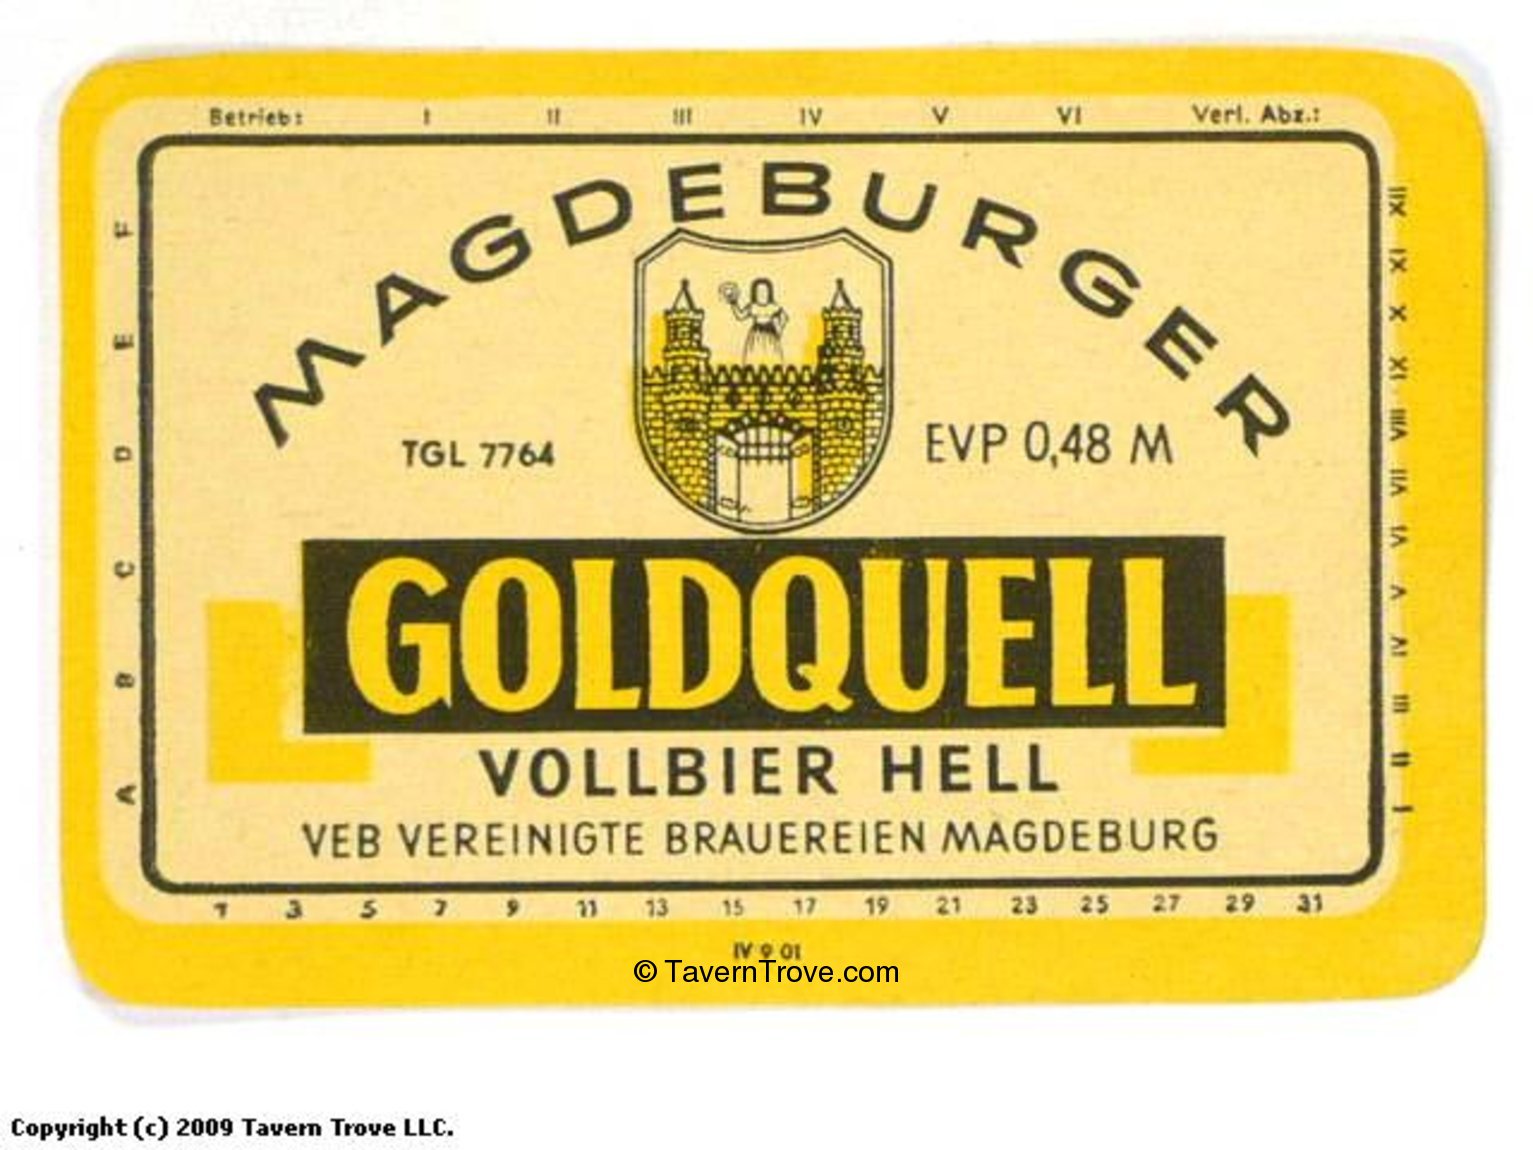 Betrieb: I II III IV V VI Verl. Abz.:
MAGDEBURGER
TGL 7764
EVP 0,48 M
GOLDQUELL
VOLLBIER HELL
VEB VEREINIGTE BRAUEREIEN MAGDEBURG
F
E
D
C
B
A
XII
XI
X
IX
VIII
VII
VI
V
IV
III
II
I
1 3 5 7 9 11 13 15 17 19 21 23 25 27 29 31
IV 9 01
© TavernTrove.com
Copyright (c) 2009 Tavern Trove LLC.